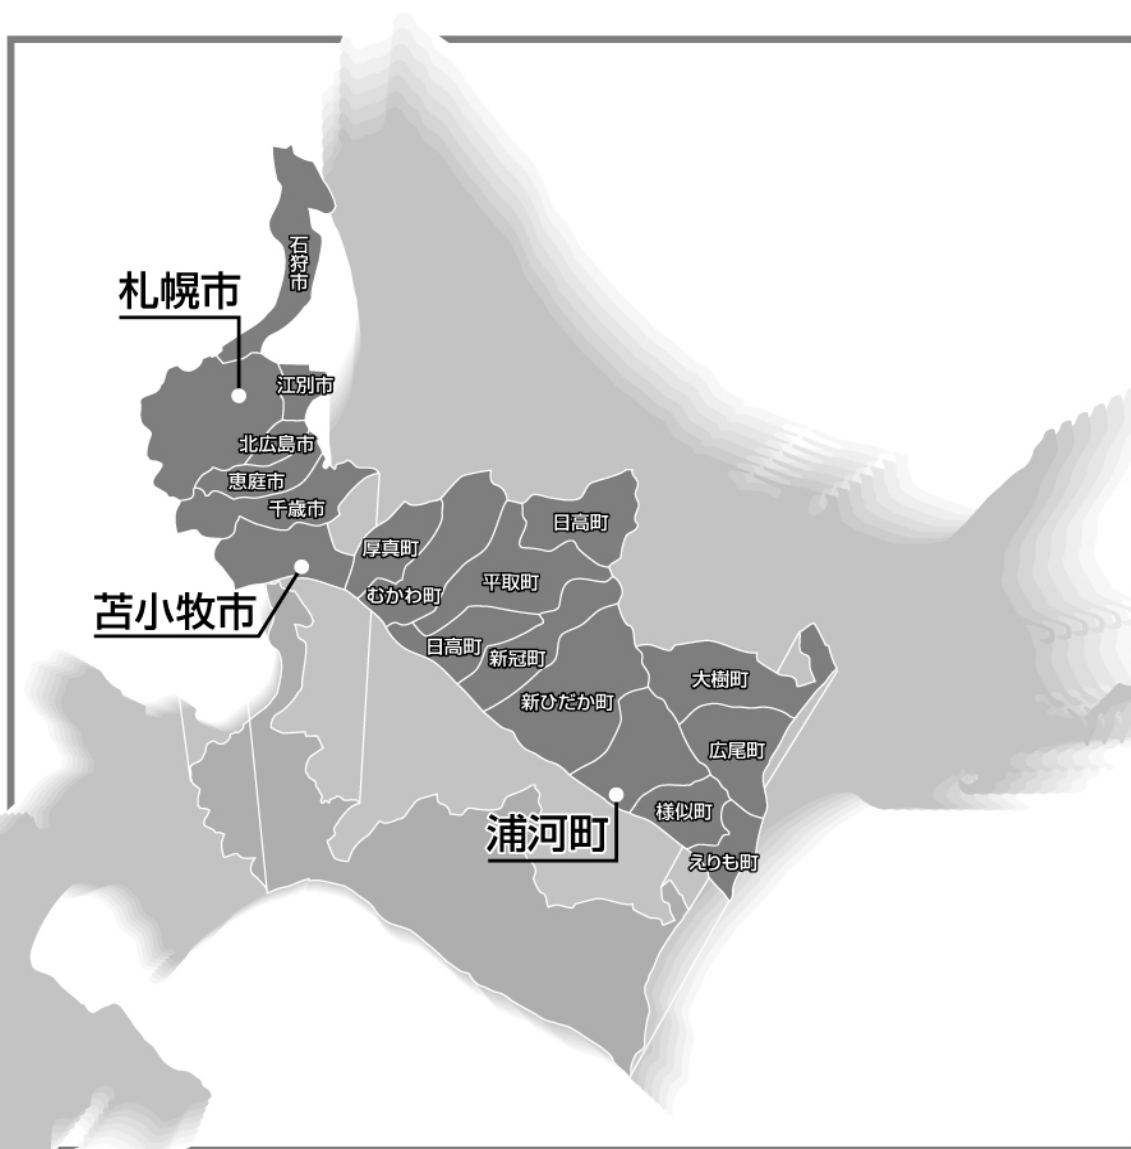 石狩市
札幌市
江別市
北広島市
恵庭市
千歳市
日高町
厚真町
平取町
むかわ町
苫小牧市
日高町
新冠町
大樹町
新ひだか町
広尾町
様似町
浦河町
えりも町